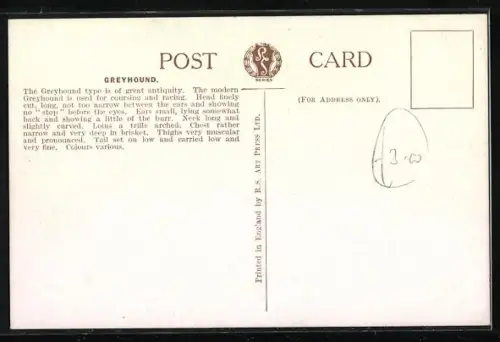 POST CARD
SERIES
GREYHOUND.
The Greyhound type is of great antiquity. The modern
Greyhound is used for coursing and racing. Head finely
cut, long, not too narrow between the ears and showing
no "stop" before the eyes. Ears small, lying somewhat
back and showing a little of the burr. Neck long and
slightly curved. Loins a trifle arched. Chest rather
narrow and very deep in brisket. Thighs very muscular
and pronounced. Tail set on low and carried low and
very fine. Colours various.
Printed in England by R.S. ART PRESS LTD.
(FOR ADDRESS ONLY).
3.00